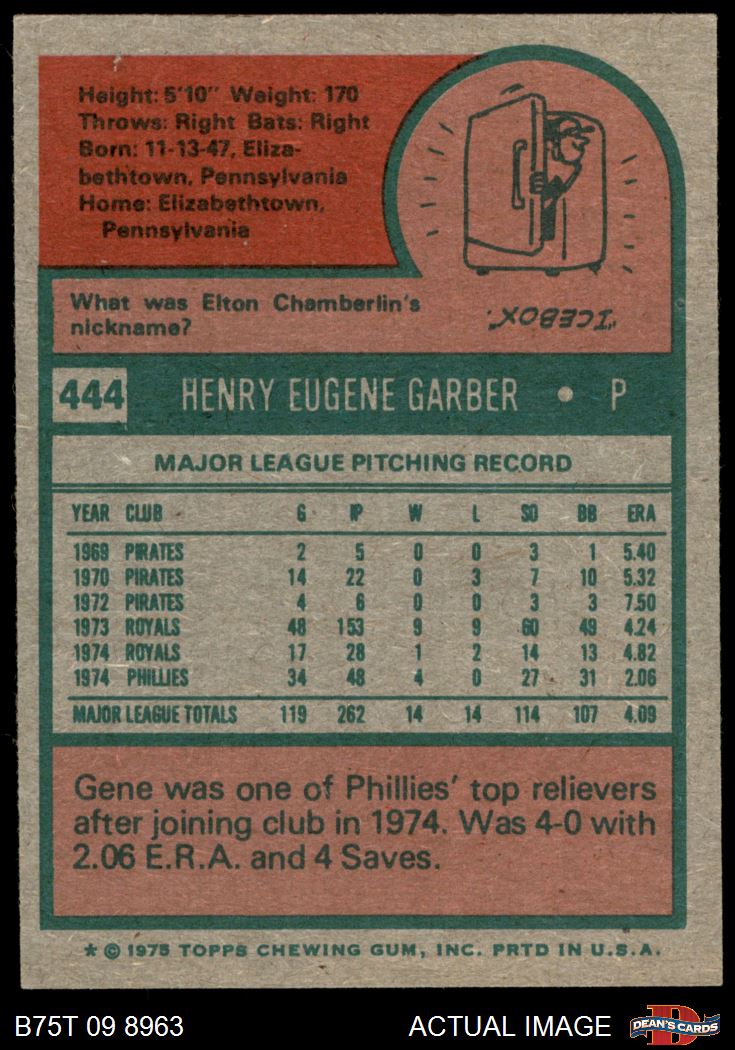 Height: 5'10" Weight: 170
Throws: Right Bats: Right
Born: 11-13-47, Eliza-
bethtown, Pennsylvania
Home: Elizabethtown,
Pennsylvania
What was Elton Chamberlin's
nickname?
"ICEBOX".
444 HENRY EUGENE GARBER • P
MAJOR LEAGUE PITCHING RECORD
YEAR CLUB G IP W L SO BB ERA
1969 PIRATES 2 5 0 0 3 1 5.40
1970 PIRATES 14 22 0 3 7 10 5.32
1972 PIRATES 4 6 0 0 3 3 7.50
1973 ROYALS 48 153 9 9 60 49 4.24
1974 ROYALS 17 28 1 2 14 13 4.82
1974 PHILLIES 34 48 4 0 27 31 2.06
MAJOR LEAGUE TOTALS 119 262 14 14 114 107 4.09
Gene was one of Phillies' top relievers
after joining club in 1974. Was 4-0 with
2.06 E.R.A. and 4 Saves.
* © 1975 TOPPS CHEWING GUM, INC. PRTD IN U.S.A.
B75T 09 8963 ACTUAL IMAGE DEAN'S CARDS